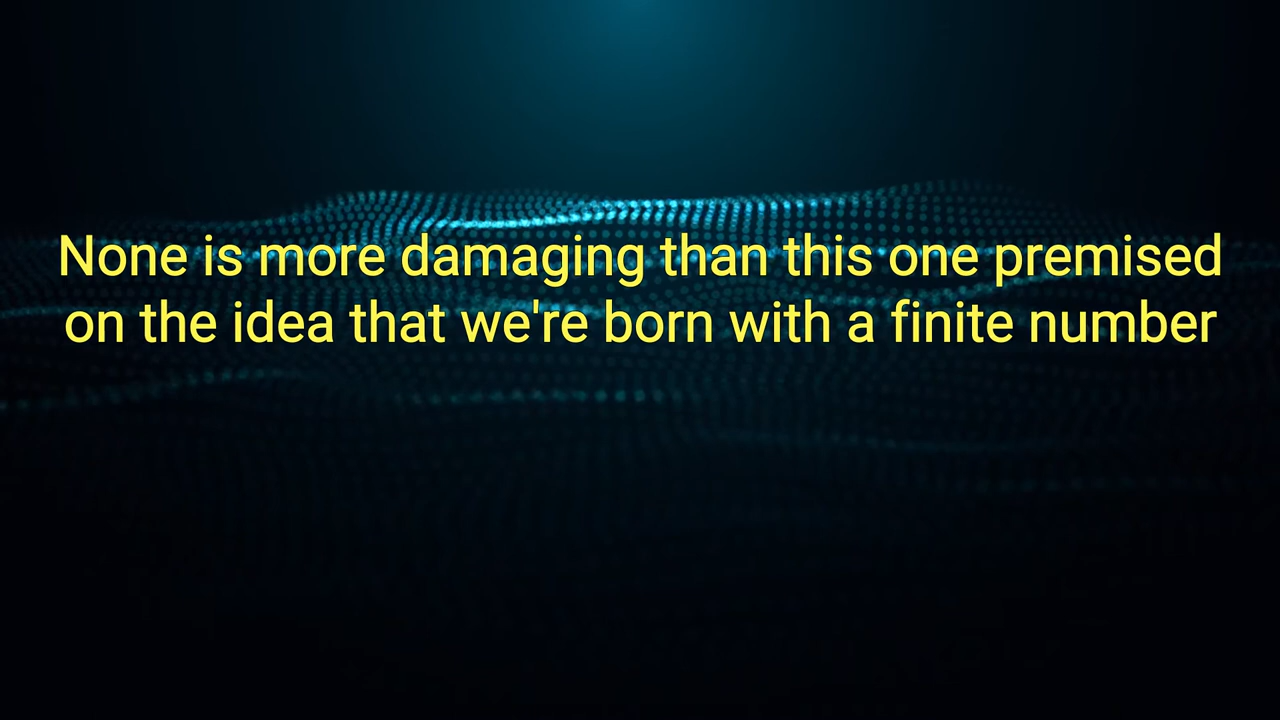 None is more damaging than this one premised
on the idea that we're born with a finite number